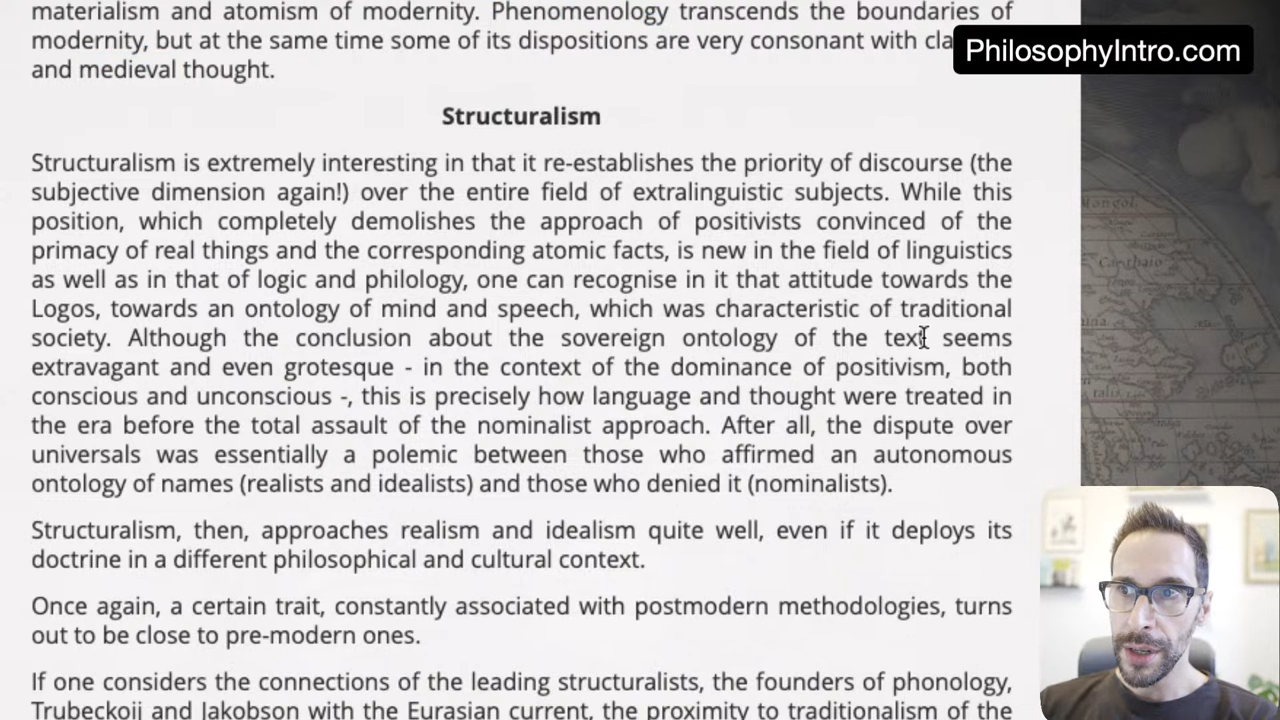 materialism and atomism of modernity. Phenomenology transcends the boundaries of
modernity, but at the same time some of its dispositions are very consonant with
and medieval thought.
PhilosophyIntro.com
Structuralism
Structuralism is extremely interesting in that it re-establishes the priority of discourse (the
subjective dimension again!) over the entire field of extralinguistic subjects. While this
position, which completely demolishes the approach of positivists convinced of the
primacy of real things and the corresponding atomic facts, is new in the field of linguistics
as well as in that of logic and philology, one can recognise in it that attitude towards the
Logos, towards an ontology of mind and speech, which was characteristic of traditional
society. Although the conclusion about the sovereign ontology of the text seems
extravagant and even grotesque - in the context of the dominance of positivism, both
conscious and unconscious -, this is precisely how language and thought were treated in
the era before the total assault of the nominalist approach. After all, the dispute over
universals was essentially a polemic between those who affirmed an autonomous
ontology of names (realists and idealists) and those who denied it (nominalists).
Structuralism, then, approaches realism and idealism quite well, even if it deploys its
doctrine in a different philosophical and cultural context.
Once again, a certain trait, constantly associated with postmodern methodologies, turns
out to be close to pre-modern ones.
If one considers the connections of the leading structuralists, the founders of phonology,
Trubeckoij and Jakobson with the Eurasian current, the proximity to traditionalism of the